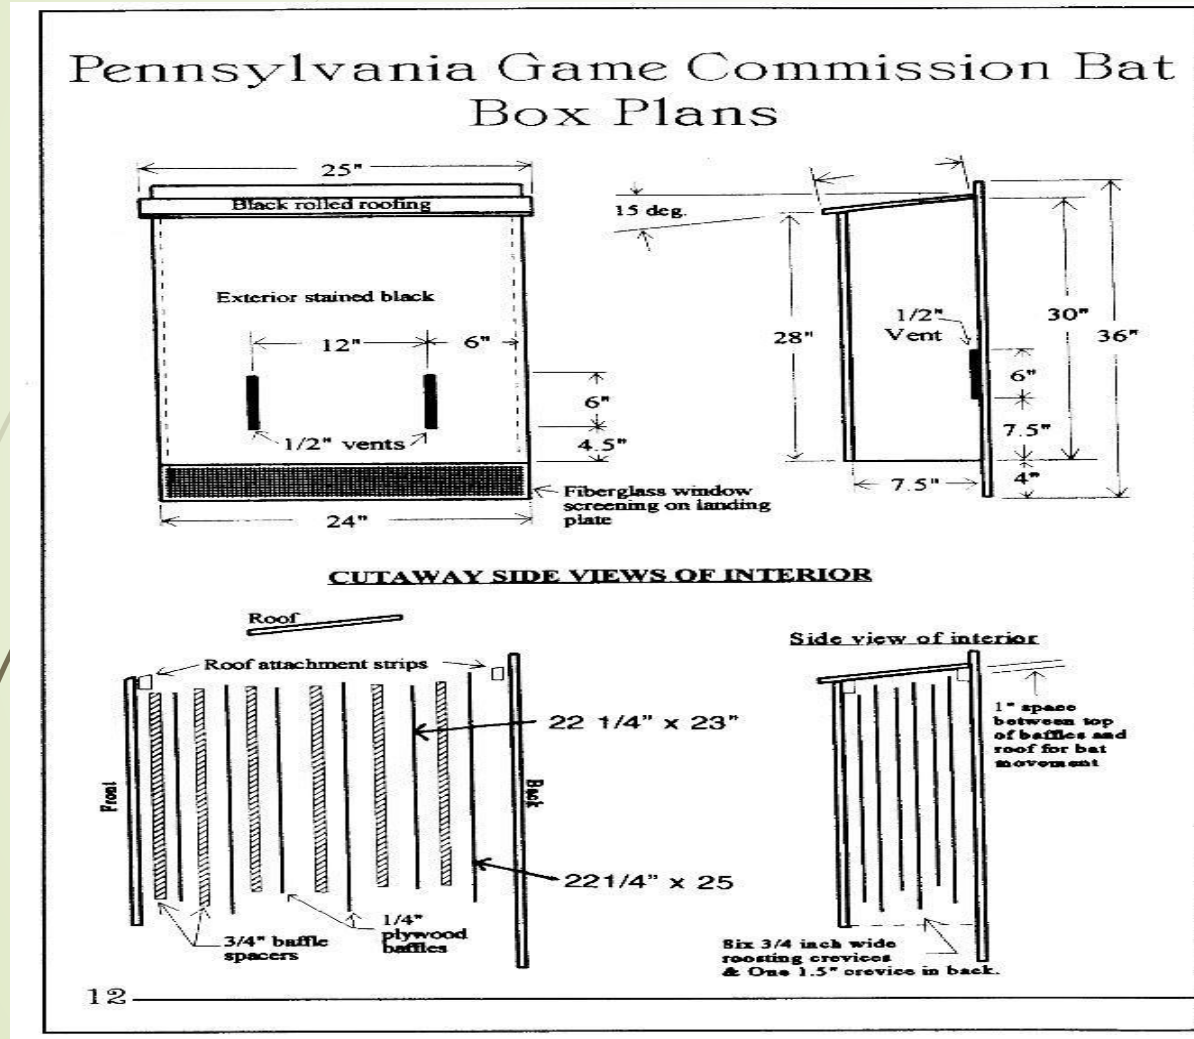 Pennsylvania Game Commission Bat
Box Plans
25"
Black rolled roofing
Exterior stained black
12"
6"
6"
1/2" vents
4.5"
Fiberglass window
screening on landing
plate
24"
15 deg.
1/2"
Vent
28"
30"
36"
6"
7.5"
7.5"
4"
CUTAWAY SIDE VIEWS OF INTERIOR
Roof
Roof attachment strips
Front
Back
22 1/4" x 23"
221/4" x 25
3/4" baffle
spacers
1/4"
plywood
baffles
Side view of interior
1" space
between top
of baffles and
roof for bat
movement
Six 3/4 inch wide
roosting crevices
& One 1.5" crevice in back.
12